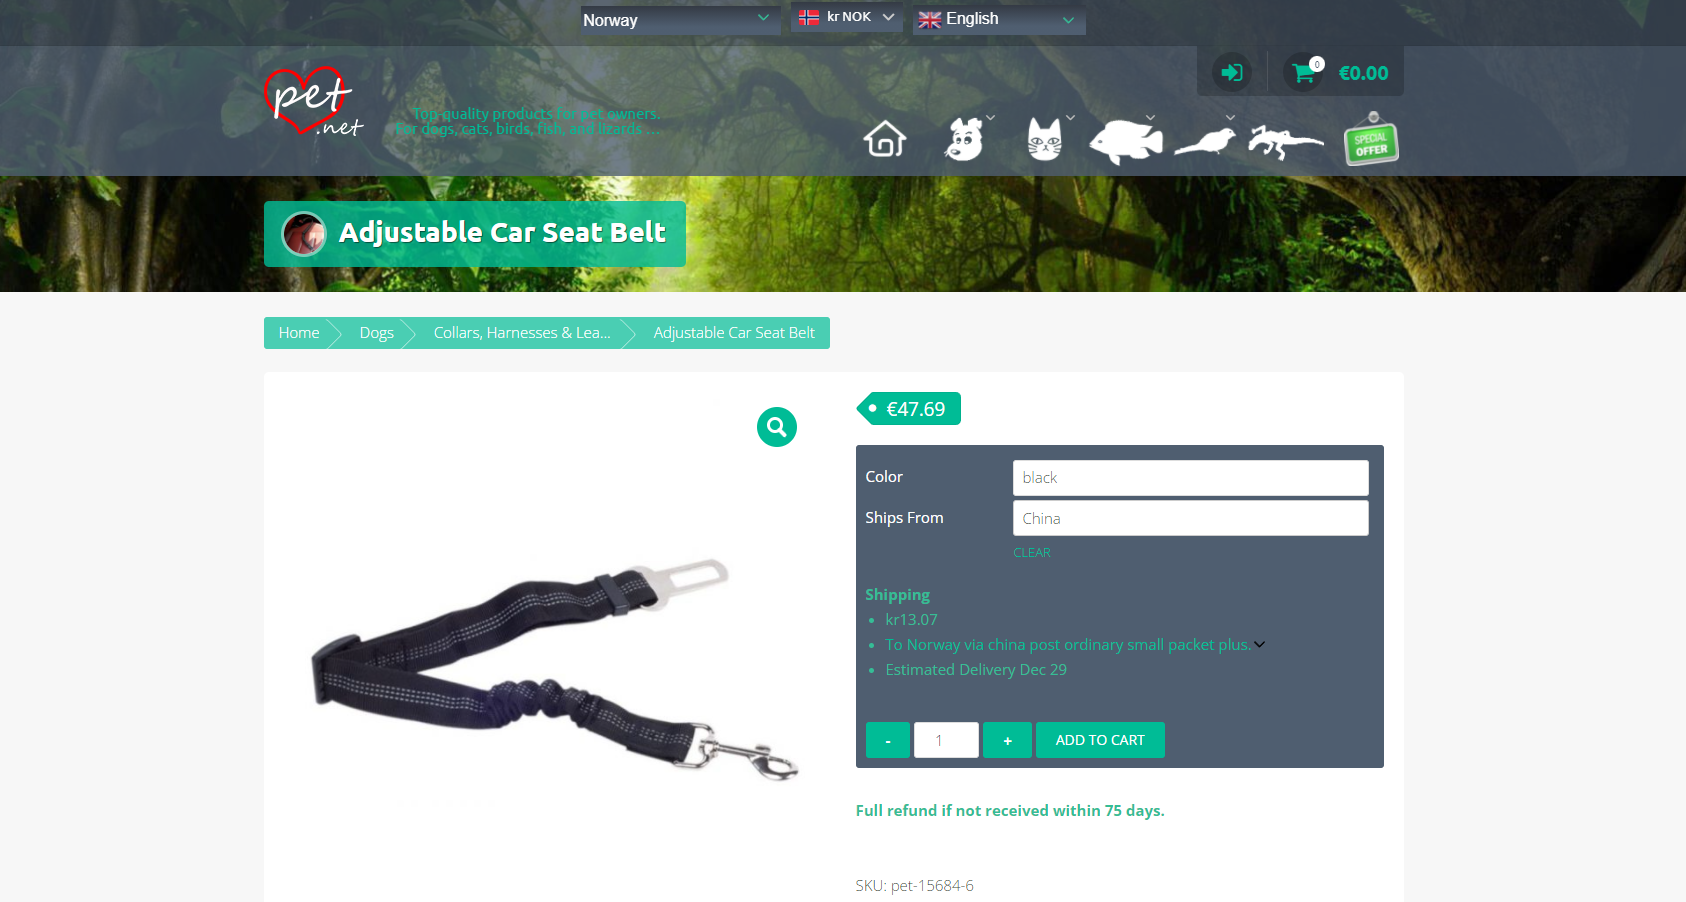 Norway
kr NOK
English
0
€0.00
pet
.net
Top quality products for pet owners.
For dogs, cats, birds, fish, and lizards ...
SPECIAL
OFFER
Adjustable Car Seat Belt
Home
Dogs
Collars, Harnesses & Lea...
Adjustable Car Seat Belt
€47.69
Color
black
Ships From
China
CLEAR
Shipping
kr13.07
To Norway via china post ordinary small packet plus.
Estimated Delivery Dec 29
-
1
+
ADD TO CART
Full refund if not received within 75 days.
SKU: pet-15684-6